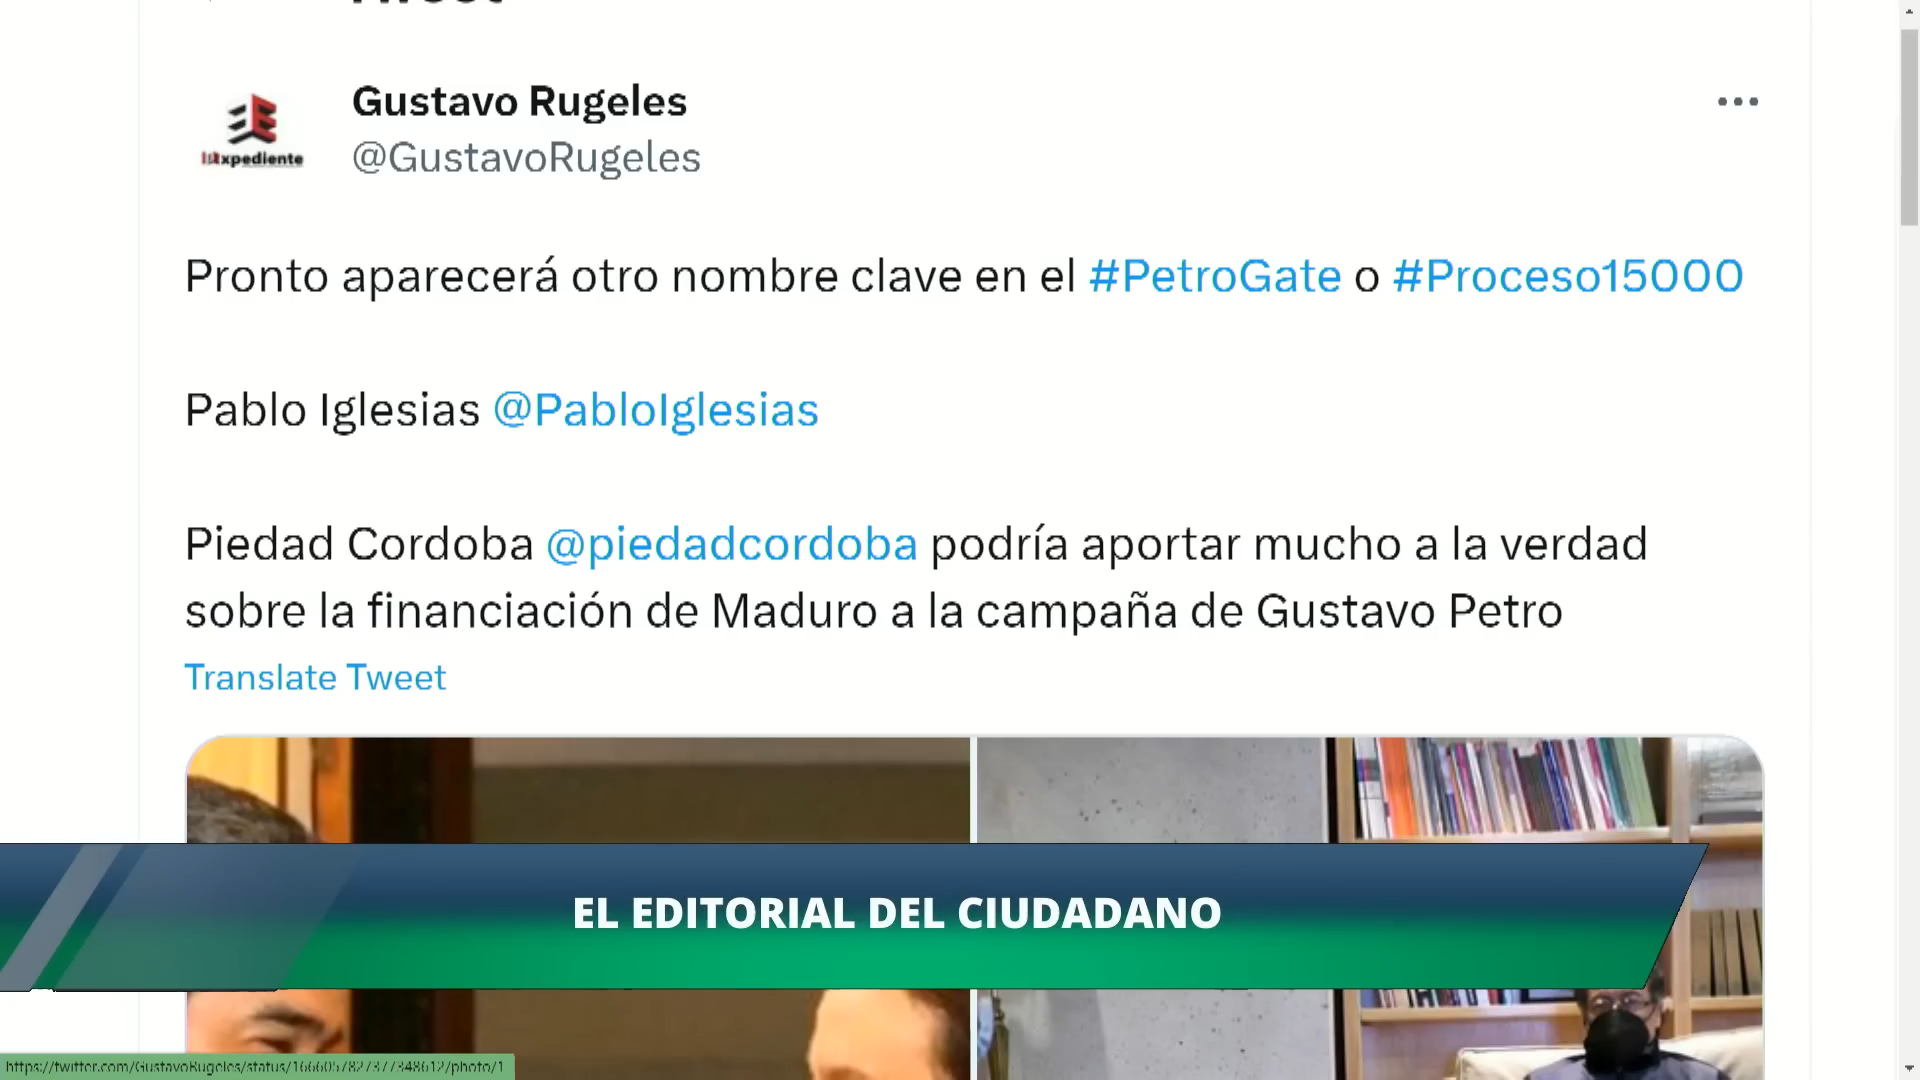 Tweet
Gustavo Rugeles
@GustavoRugeles
Pronto aparecerá otro nombre clave en el #PetroGate o #Proceso15000
Pablo Iglesias @PabloIglesias
Piedad Cordoba @piedadcordoba podría aportar mucho a la verdad
sobre la financiación de Maduro a la campaña de Gustavo Petro
Translate Tweet
EL EDITORIAL DEL CIUDADANO